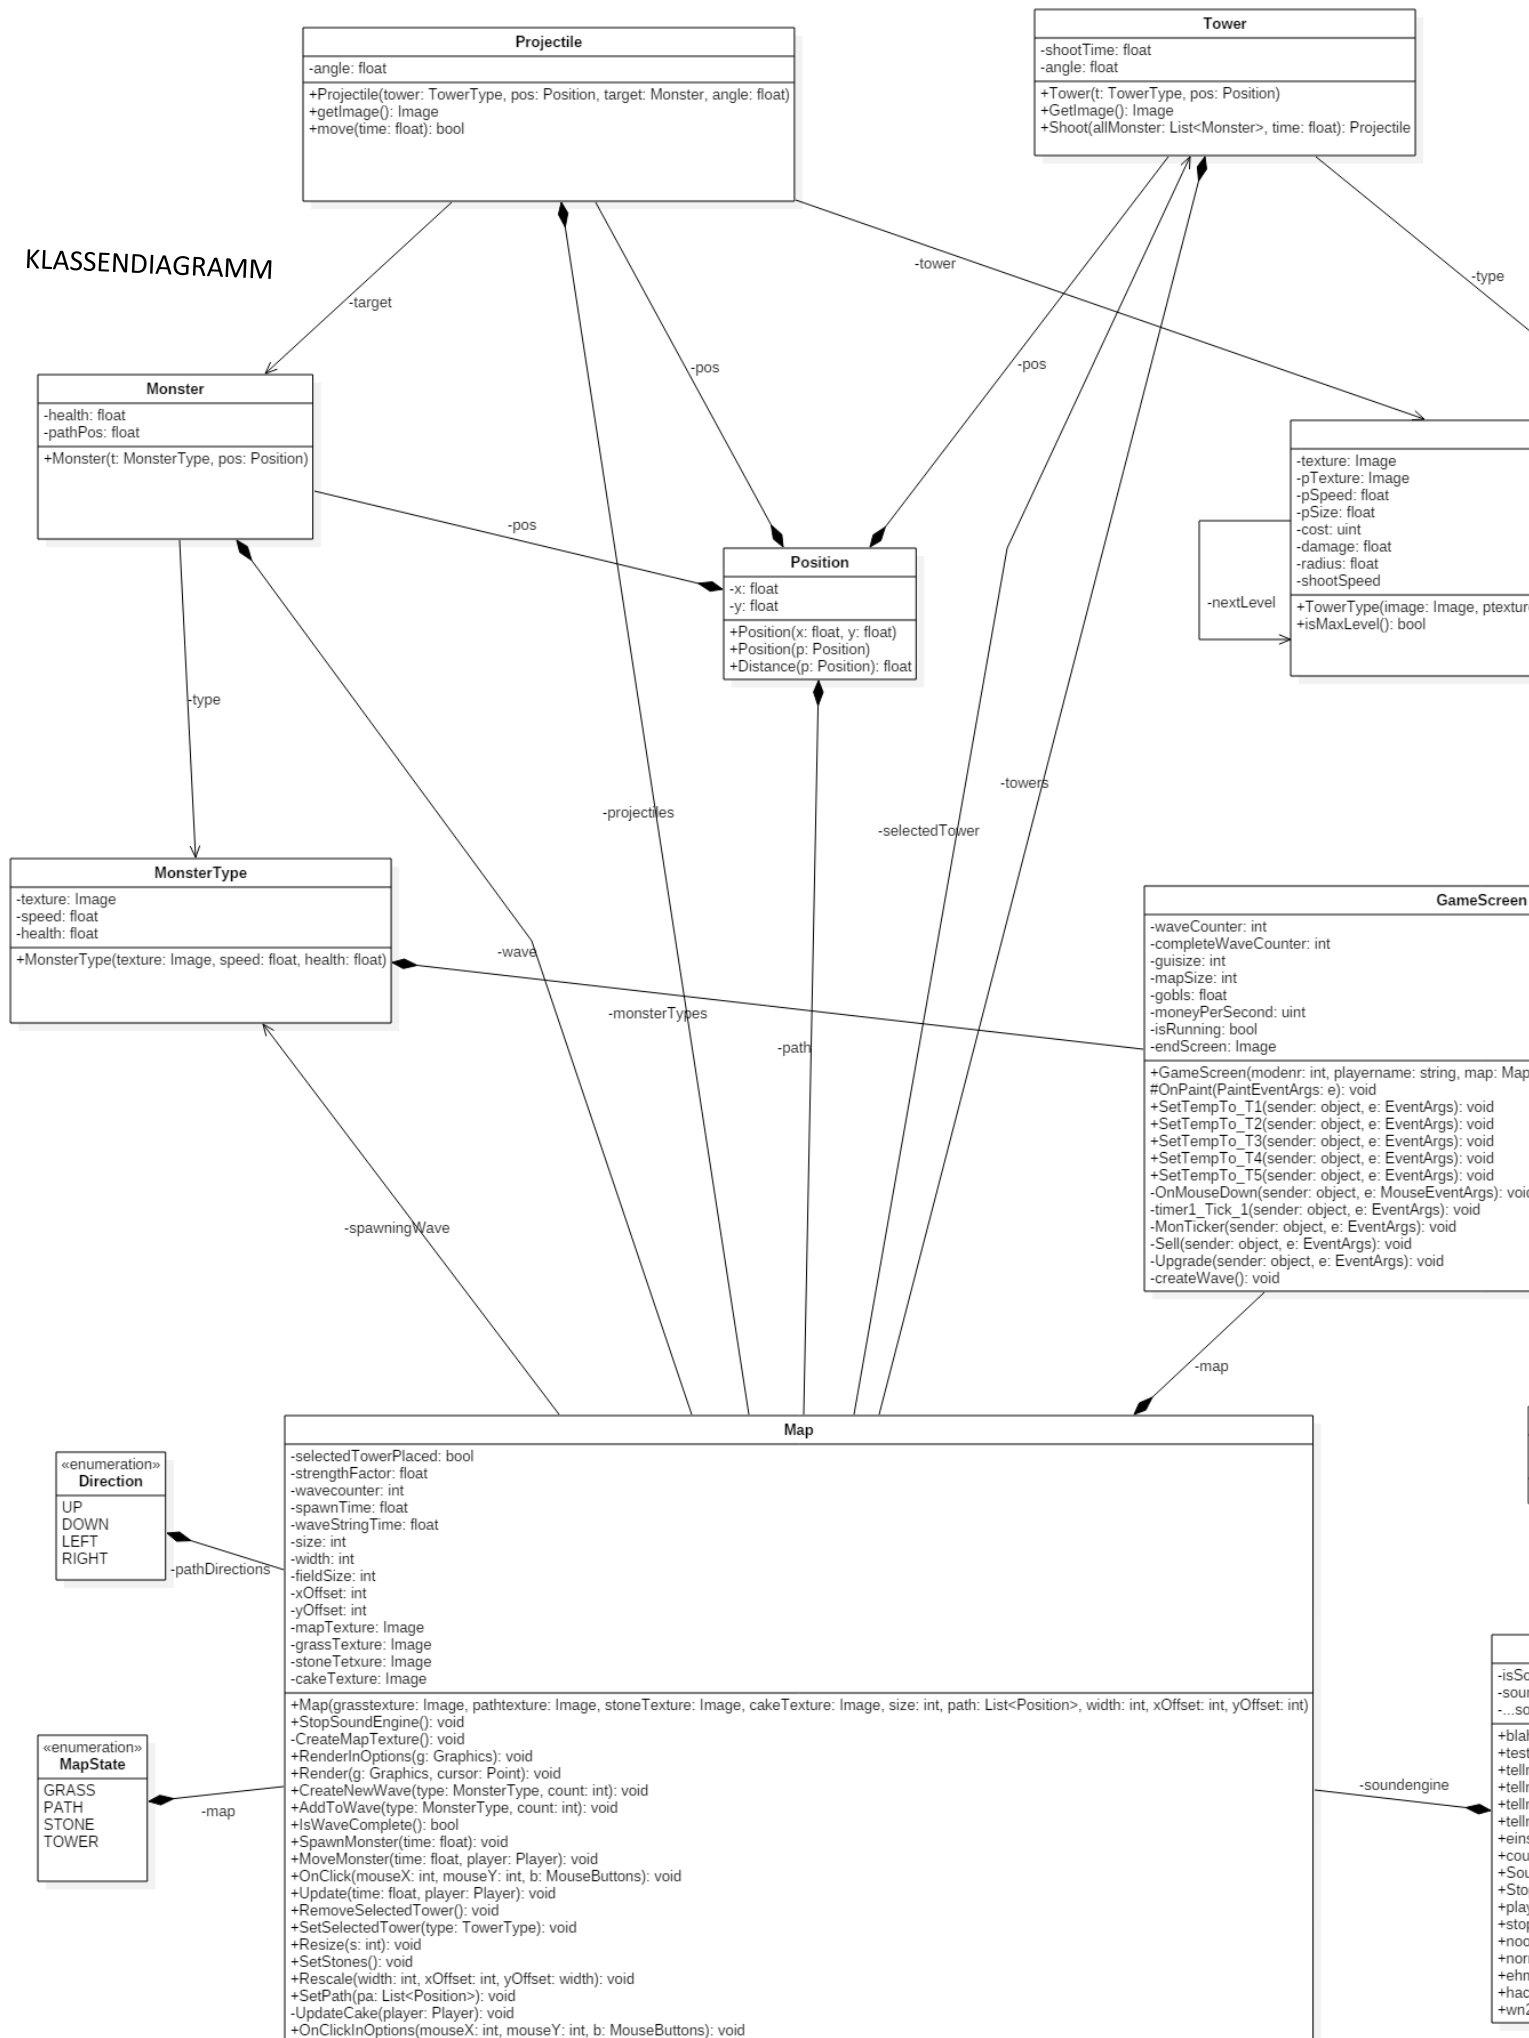 Projectile
-angle: float
+Projectile(tower: TowerType, pos: Position, target: Monster, angle: float)
+getImage(): Image
+move(time: float): bool
Tower
-shootTime: float
-angle: float
+Tower(t: TowerType, pos: Position)
+GetImage(): Image
+Shoot(allMonster: List<Monster>, time: float): Projectile
KLASSENDIAGRAMM
-target
-pos
-tower
-pos
-type
Monster
-health: float
-pathPos: float
+Monster(t: MonsterType, pos: Position)
-pos
Position
-x: float
-y: float
+Position(x: float, y: float)
+Position(p: Position)
+Distance(p: Position): float
-texture: Image
-pTexture: Image
-pSpeed: float
-pSize: float
-cost: uint
-damage: float
-radius: float
-shootSpeed
+TowerType(image: Image, ptexture
+isMaxLevel(): bool
-nextLevel
-type
-projectiles
-selectedTower
-towers
MonsterType
-texture: Image
-speed: float
-health: float
+MonsterType(texture: Image, speed: float, health: float)
-wave
-monsterTypes
-path
-spawningWave
GameScreen
-waveCounter: int
-completeWaveCounter: int
-guisize: int
-mapSize: int
-gobls: float
-moneyPerSecond: uint
-isRunning: bool
-endScreen: Image
+GameScreen(modenr: int, playername: string, map: Map
#OnPaint(PaintEventArgs: e): void
+SetTempTo_T1(sender: object, e: EventArgs): void
+SetTempTo_T2(sender: object, e: EventArgs): void
+SetTempTo_T3(sender: object, e: EventArgs): void
+SetTempTo_T4(sender: object, e: EventArgs): void
+SetTempTo_T5(sender: object, e: EventArgs): void
-OnMouseDown(sender: object, e: MouseEventArgs): void
-timer1_Tick_1(sender: object, e: EventArgs): void
-MonTicker(sender: object, e: EventArgs): void
-Sell(sender: object, e: EventArgs): void
-Upgrade(sender: object, e: EventArgs): void
-createWave(): void
-map
Map
-selectedTowerPlaced: bool
-strengthFactor: float
-wavecounter: int
-spawnTime: float
-waveStringTime: float
-size: int
-width: int
-fieldSize: int
-xOffset: int
-yOffset: int
-mapTexture: Image
-grassTexture: Image
-stoneTetxure: Image
-cakeTexture: Image
+Map(grasstexture: Image, pathtexture: Image, stoneTexture: Image, cakeTexture: Image, size: int, path: List<Position>, width: int, xOffset: int, yOffset: int)
+StopSoundEngine(): void
-CreateMapTexture(): void
+RenderInOptions(g: Graphics): void
+Render(g: Graphics, cursor: Point): void
+CreateNewWave(type: MonsterType, count: int): void
+AddToWave(type: MonsterType, count: int): void
+IsWaveComplete(): bool
+SpawnMonster(time: float): void
+MoveMonster(time: float, player: Player): void
+OnClick(mouseX: int, mouseY: int, b: MouseButtons): void
+Update(time: float, player: Player): void
+RemoveSelectedTower(): void
+SetSelectedTower(type: TowerType): void
+Resize(s: int): void
+SetStones(): void
+Rescale(width: int, xOffset: int, yOffset: width): void
+SetPath(pa: List<Position>): void
-UpdateCake(player: Player): void
+OnClickInOptions(mouseX: int, mouseY: int, b: MouseButtons): void
«enumeration»
Direction
UP
DOWN
LEFT
RIGHT
-pathDirections
«enumeration»
MapState
GRASS
PATH
STONE
TOWER
-map
-soundengine